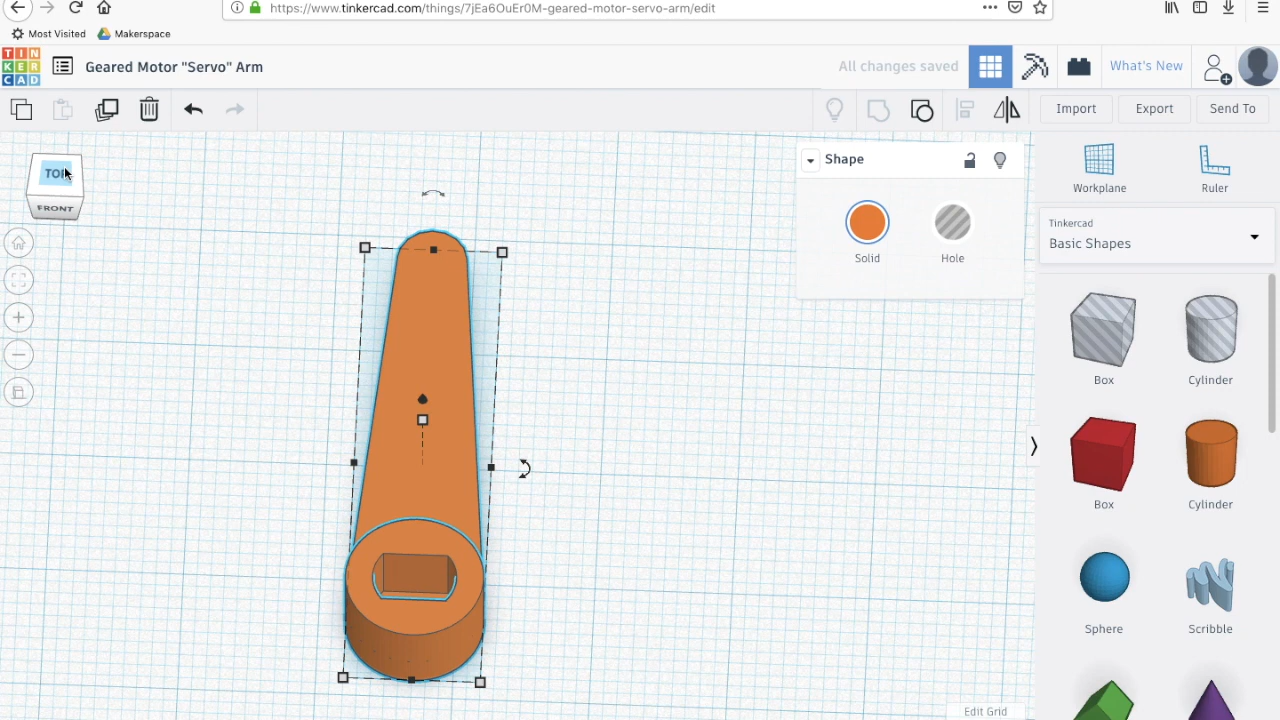 https://www.tinkercad.com/things/7jEa6OuEr0M-geared-motor-servo-arm/edit
Most Visited Makerspace
TIN
KER
CAD
Geared Motor "Servo" Arm
All changes saved
What's New
Import
Export
Send To
TOP
FRONT
Shape
Solid
Hole
Workplane
Ruler
Tinkercad
Basic Shapes
Box
Cylinder
Box
Cylinder
Sphere
Scribble
Edit Grid